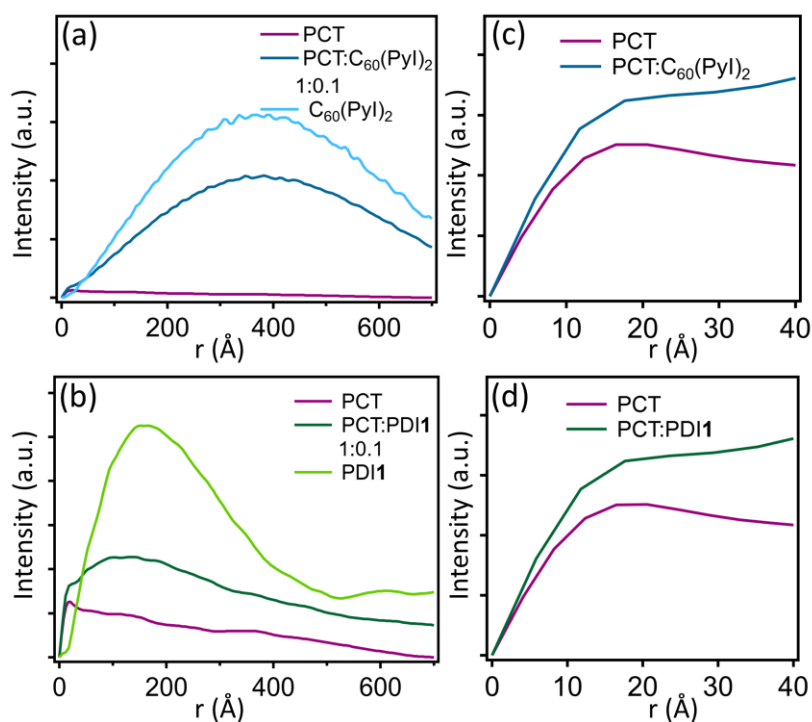 (a)
PCT
PCT:C₆₀(PyI)₂
1:0.1
C₆₀(PyI)₂
Intensity (a.u.)
0 200 400 600
r (Å)
(c)
PCT
PCT:C₆₀(PyI)₂
Intensity (a.u.)
0 10 20 30 40
r (Å)
(b)
PCT
PCT:PDI1
1:0.1
PDI1
Intensity (a.u.)
0 200 400 600
r (Å)
(d)
PCT
PCT:PDI1
Intensity (a.u.)
0 10 20 30 40
r (Å)